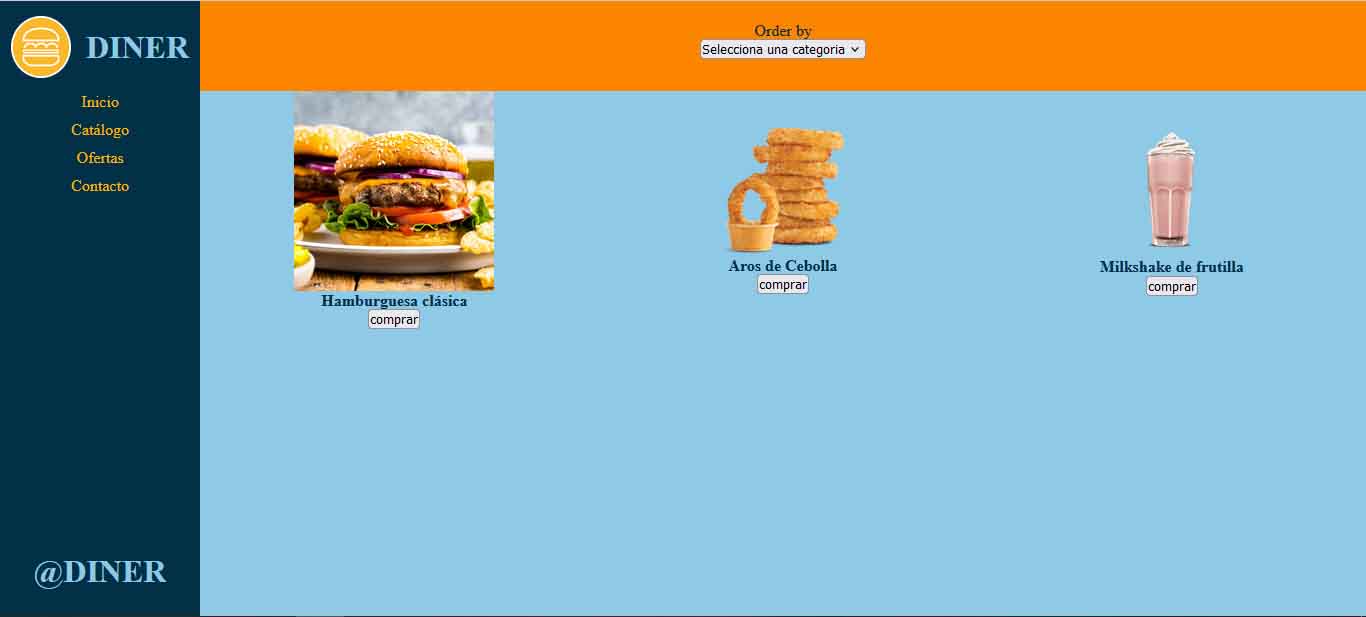 DINER
Inicio
Catálogo
Ofertas
Contacto
@DINER
Order by
Selecciona una categoria
Hamburguesa clásica
comprar
Aros de Cebolla
comprar
Milkshake de frutilla
comprar